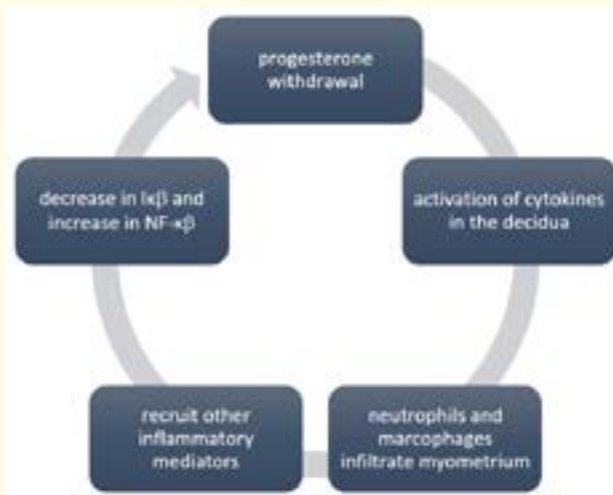 progesterone
withdrawal
activation of cytokines
in the decidua
neutrophils and
marcophages
infiltrate myometrium
recruit other
inflammatory
mediators
decrease in Iκβ and
increase in NF-κβ